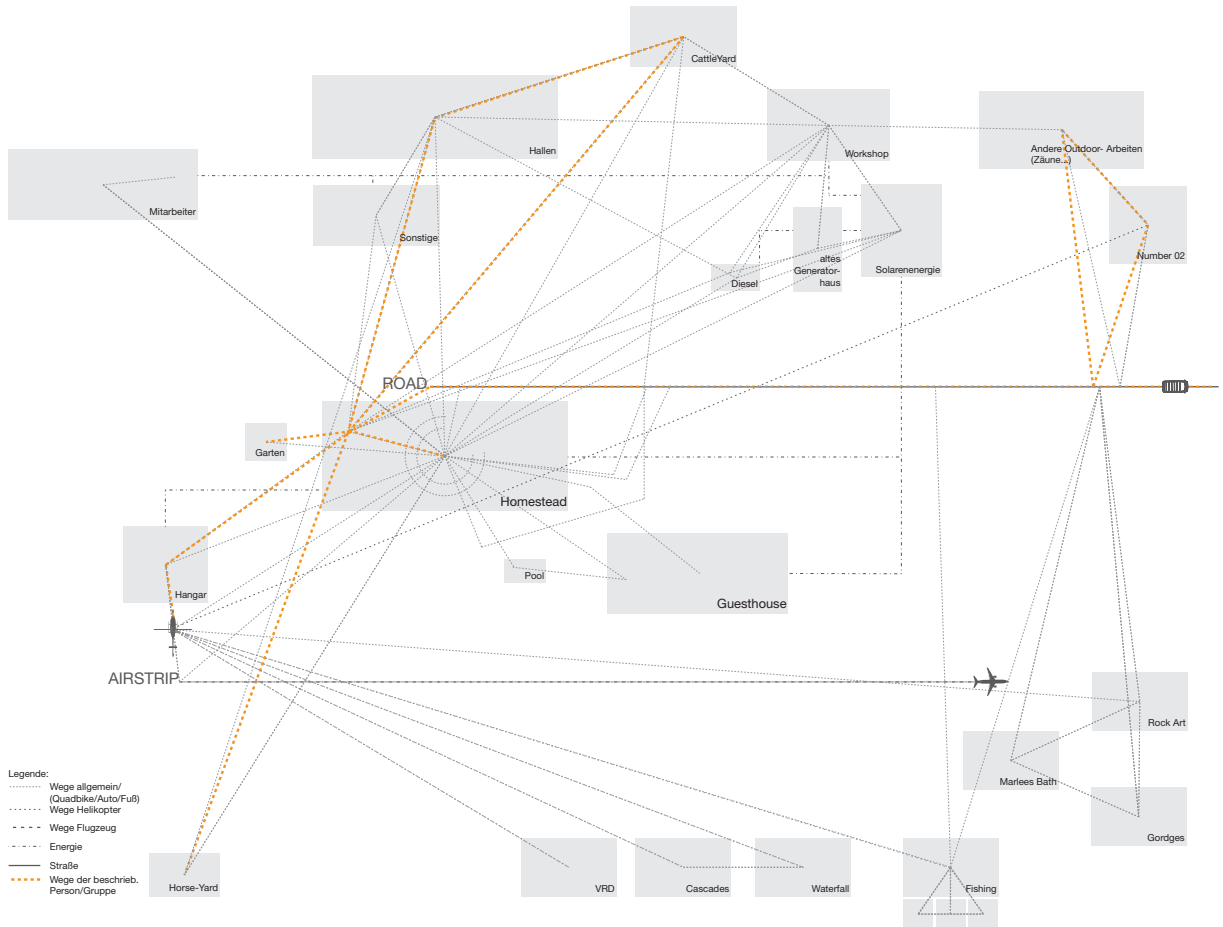 CattleYard
Hallen
Workshop
Andere Outdoor- Arbeiten
(Zäune...)
Mitarbeiter
Sonstige
Number 02
altes
Generator-
haus
Diesel
Solarenenergie
ROAD
Garten
Homestead
Pool
Guesthouse
Hangar
AIRSTRIP
Rock Art
Marlees Bath
Gordges
Legende:
Wege allgemein/
(Quadbike/Auto/Fuß)
Wege Helikopter
Wege Flugzeug
Energie
Straße
Wege der beschrieb.
Person/Gruppe
Horse-Yard
VRD
Cascades
Waterfall
Fishing